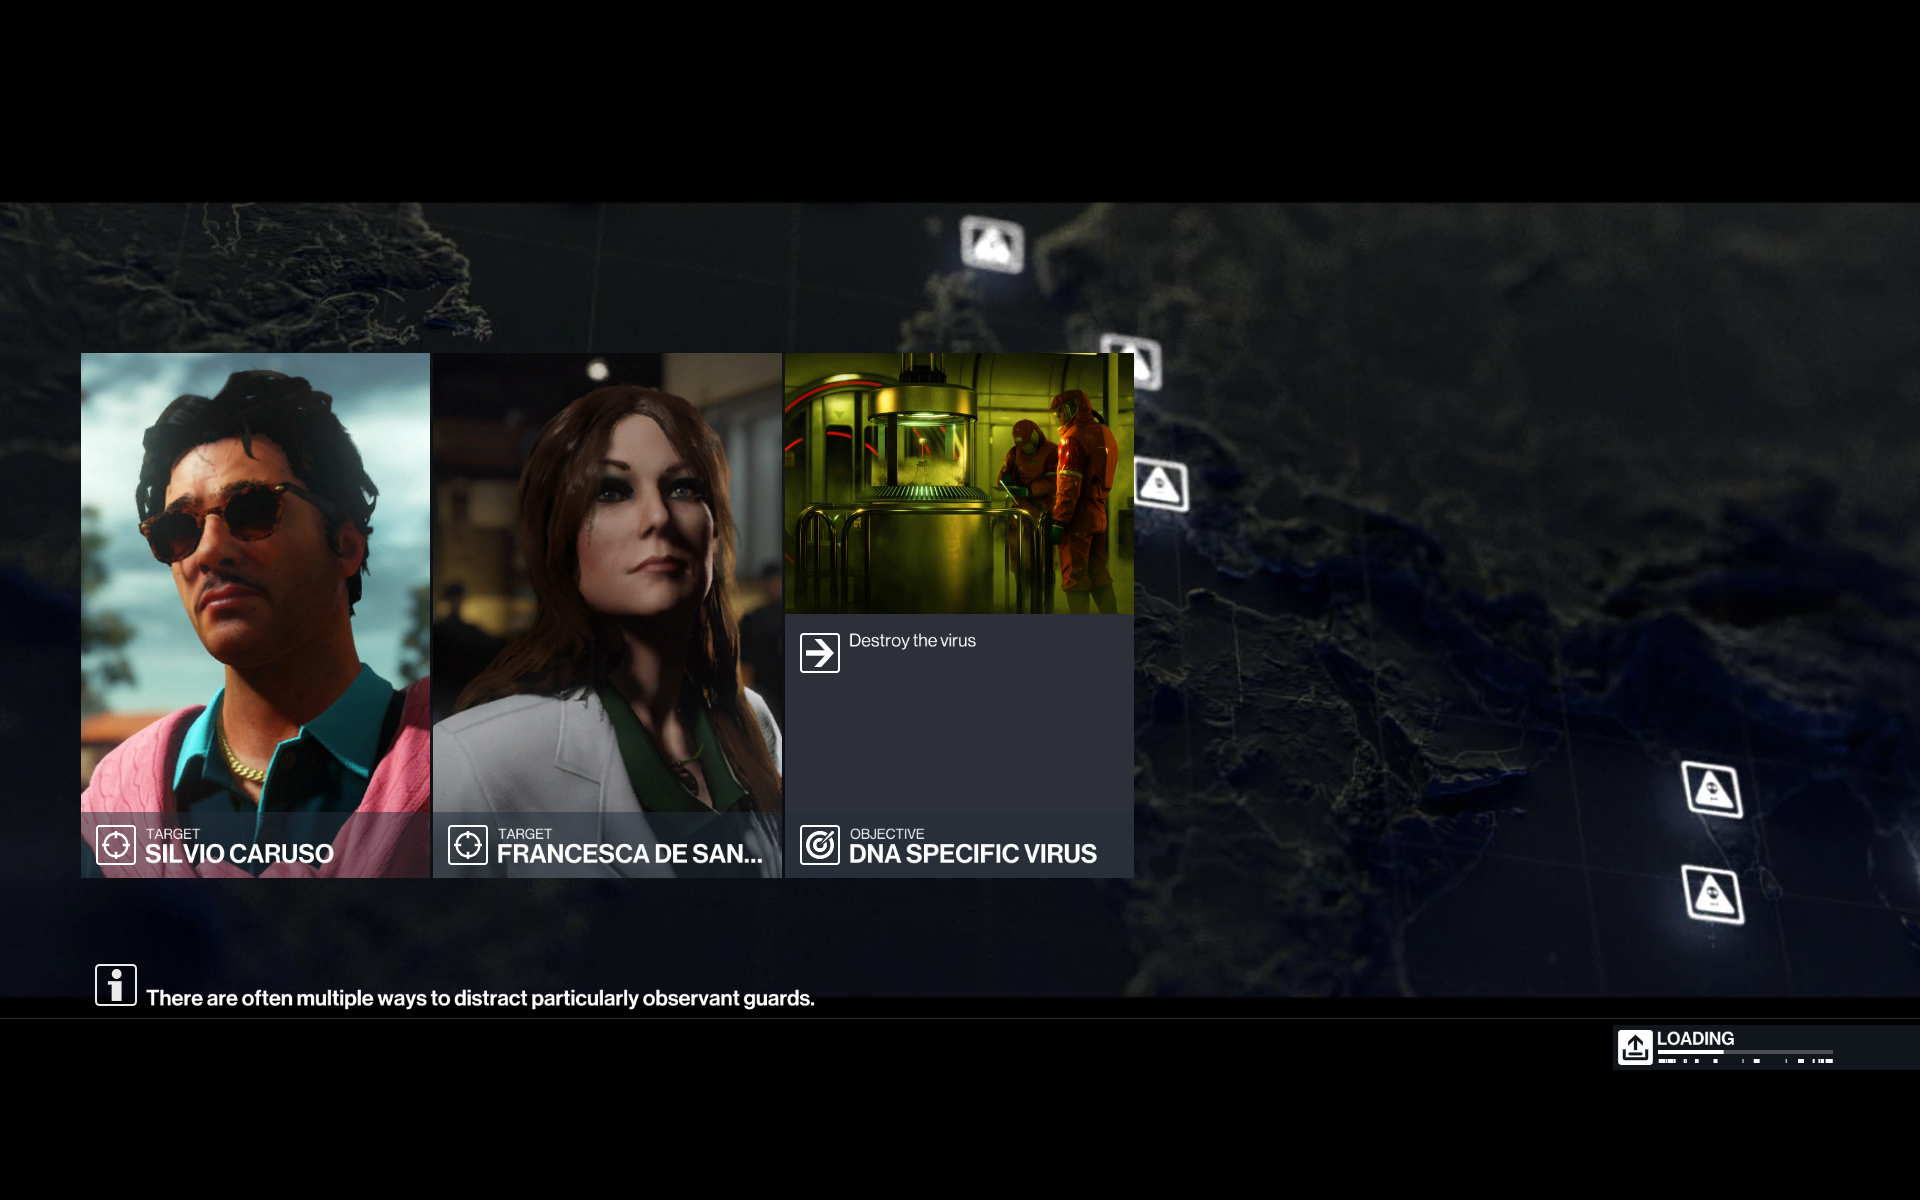 Destroy the virus
TARGET
SILVIO CARUSO
TARGET
FRANCESCA DE SAN...
OBJECTIVE
DNA SPECIFIC VIRUS
There are often multiple ways to distract particularly observant guards.
LOADING